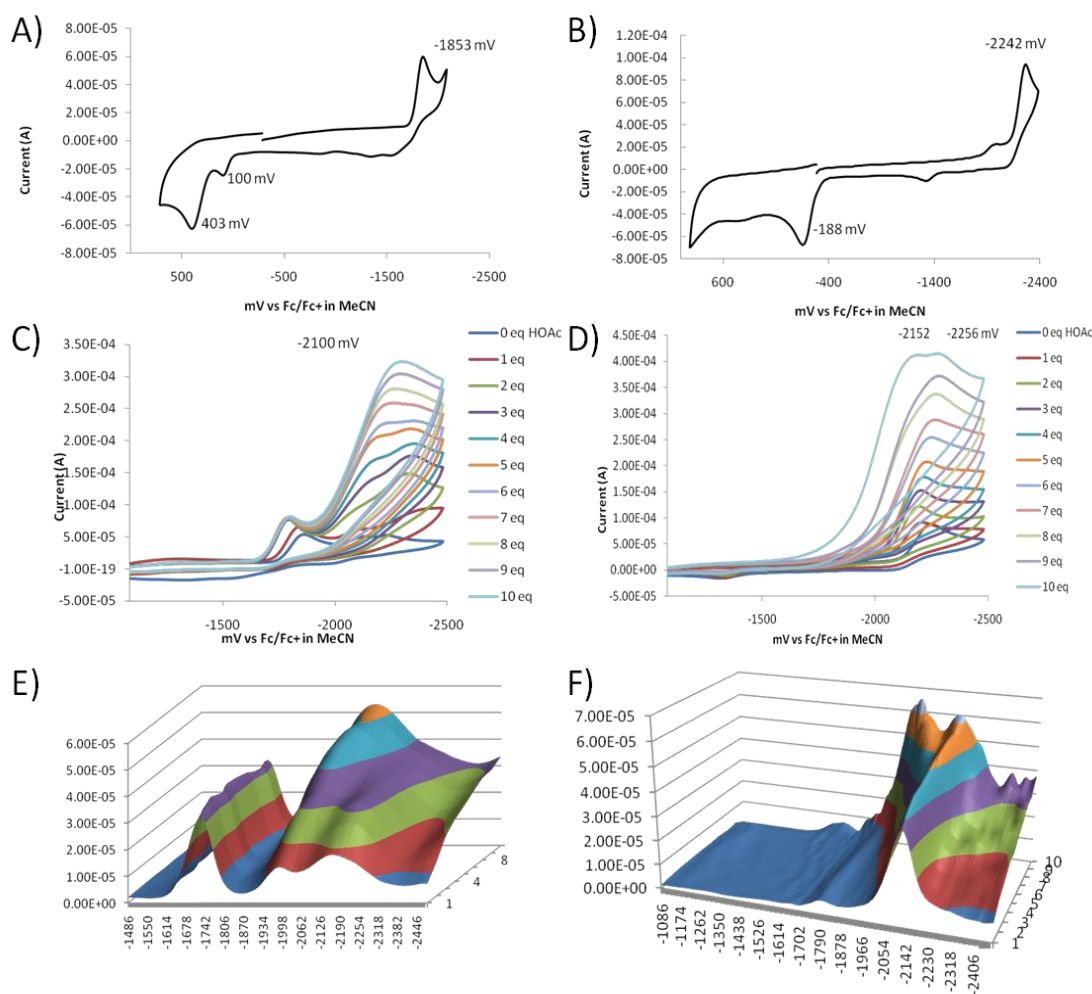 A)
-1853 mV
6.00E-05
4.00E-05
2.00E-05
0.00E+00
-2.00E-05
-4.00E-05
-6.00E-05
-8.00E-05
Current (A)
100 mV
403 mV
500 -500 -1500 -2500
mV vs Fc/Fc+ in MeCN
B)
-2242 mV
1.20E-04
1.00E-04
8.00E-05
6.00E-05
4.00E-05
2.00E-05
0.00E+00
-2.00E-05
-4.00E-05
-6.00E-05
-8.00E-05
Current (A)
-188 mV
600 -400 -1400 -2400
mV vs Fc/Fc+ in MeCN
C)
-2100 mV
3.50E-04
3.00E-04
2.50E-04
2.00E-04
1.50E-04
1.00E-04
5.00E-05
-1.00E-19
-5.00E-05
Current (A)
-1500 -2000 -2500
mV vs Fc/Fc+ in MeCN
0 eq HOAc
1 eq
2 eq
3 eq
4 eq
5 eq
6 eq
7 eq
8 eq
9 eq
10 eq
D)
-2152 -2256 mV
4.50E-04
4.00E-04
3.50E-04
3.00E-04
2.50E-04
2.00E-04
1.50E-04
1.00E-04
5.00E-05
0.00E+00
-5.00E-05
Current (A)
-1500 -2000 -2500
mV vs Fc/Fc+ in MeCN
0 eq HOAc
1 eq
2 eq
3 eq
4 eq
5 eq
6 eq
7 eq
8 eq
9 eq
10 eq
E)
6.00E-05
5.00E-05
4.00E-05
3.00E-05
2.00E-05
1.00E-05
0.00E+00
-1486
-1550
-1614
-1678
-1742
-1806
-1870
-1934
-1998
-2062
-2126
-2190
-2254
-2318
-2382
-2446
8
4
1
F)
7.00E-05
6.00E-05
5.00E-05
4.00E-05
3.00E-05
2.00E-05
1.00E-05
0.00E+00
-1086
-1174
-1262
-1350
-1438
-1526
-1614
-1702
-1790
-1878
-1966
-2054
-2142
-2230
-2318
-2406
10
1